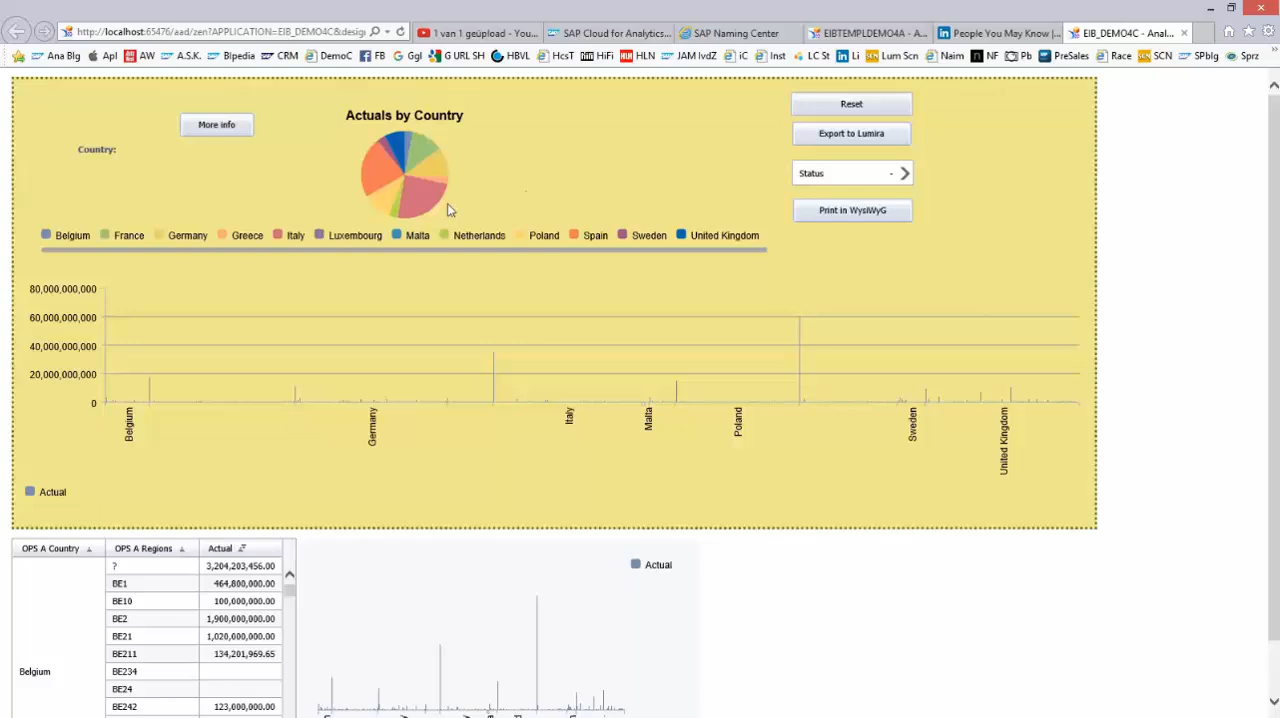 http://localhost:65476/aad/zen?APPLICATION=EIB_DEMO4C&desig
1 van 1 geüpload - You...
SAP Cloud for Analytics...
SAP Naming Center
EIBTEMPLDEMO4A - A...
People You May Know |...
EIB_DEMO4C - Anal...
Ana Blg
Apl
AW
A.S.K.
Blpedia
CRM
DemoC
FB
Ggl
G URL SH
HBVL
HcsT
HiFi
HLN
JAM IvdZ
iC
Inst
LC St
Li
Lum Scn
Naim
NF
Pb
PreSales
Race
SCN
SPblg
Sprz
More info
Actuals by Country
Reset
Country:
Export to Lumira
Status
-
Print in WysiWyG
Belgium France Germany Greece Italy Luxembourg Malta Netherlands Poland Spain Sweden United Kingdom
80,000,000,000
60,000,000,000
40,000,000,000
20,000,000,000
0
Belgium
Germany
Italy
Malta
Poland
Sweden
United Kingdom
Actual
OPS A Country OPS A Regions Actual
Actual
? 3,204,203,456.00
BE1 464,800,000.00
BE10 100,000,000.00
BE2 1,900,000,000.00
BE21 1,020,000,000.00
BE211 134,201,969.65
Belgium BE234
BE24
BE242 123,000,000.00